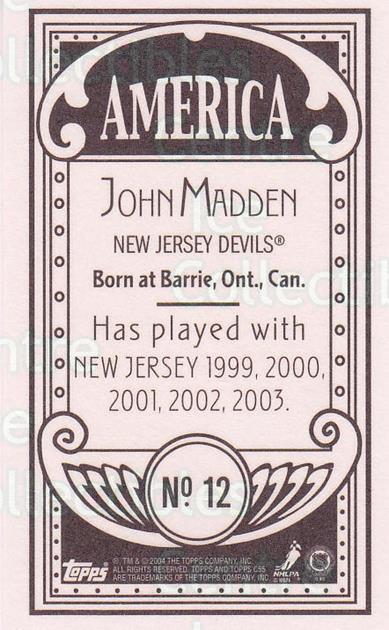 AMERICA
JOHN MADDEN
NEW JERSEY DEVILS®
Born at Barrie, Ont., Can.
Has played with
NEW JERSEY 1999, 2000,
2001, 2002, 2003.
Nº 12
®, TM & © 2004 THE TOPPS COMPANY, INC.
ALL RIGHTS RESERVED. TOPPS AND TOPPS C55
ARE TRADEMARKS OF THE TOPPS COMPANY, INC.
topps
NHLPA